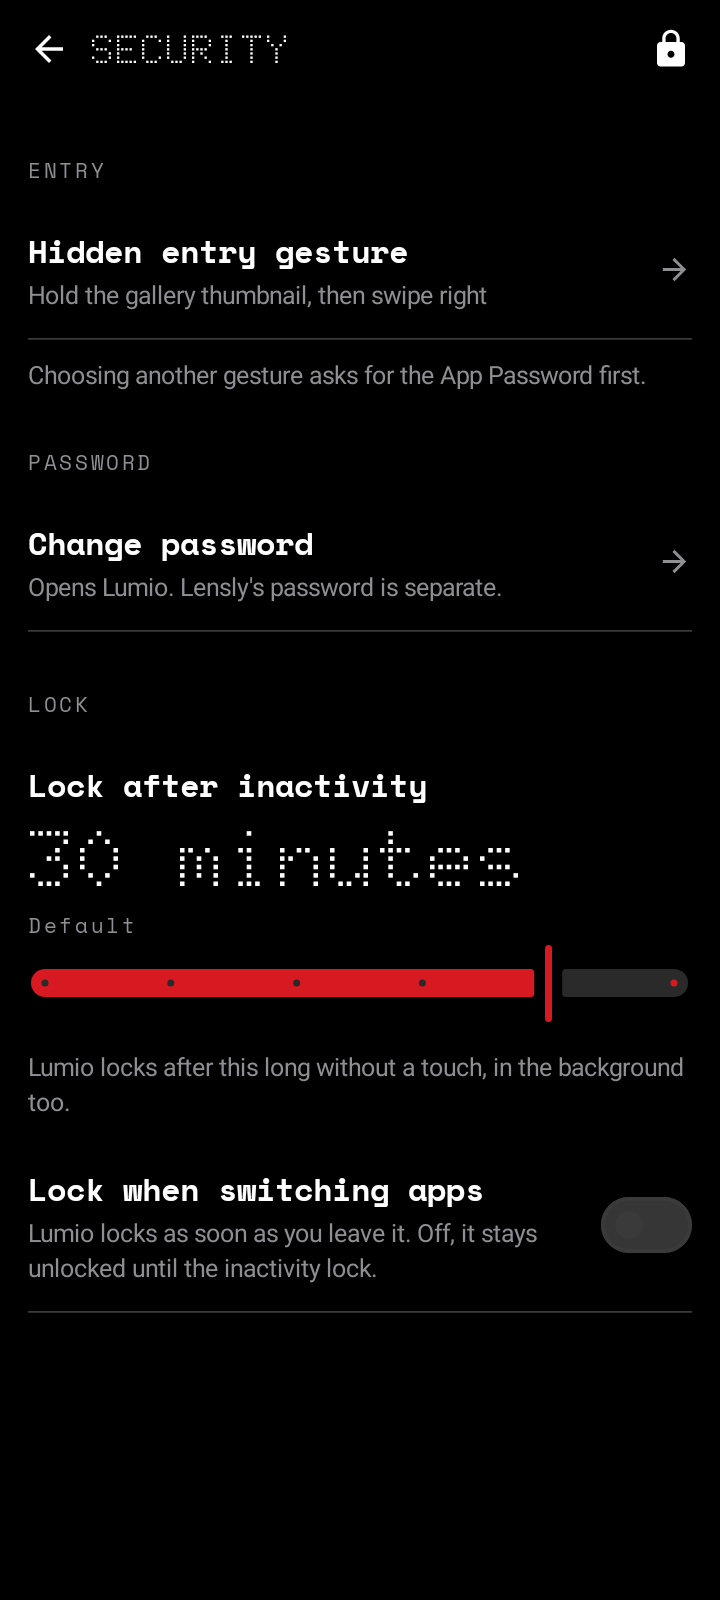 SECURITY
ENTRY
Hidden entry gesture
Hold the gallery thumbnail, then swipe right
Choosing another gesture asks for the App Password first.
PASSWORD
Change password
Opens Lumio. Lensly's password is separate.
LOCK
Lock after inactivity
30 minutes
Default
Lumio locks after this long without a touch, in the background
too.
Lock when switching apps
Lumio locks as soon as you leave it. Off, it stays
unlocked until the inactivity lock.